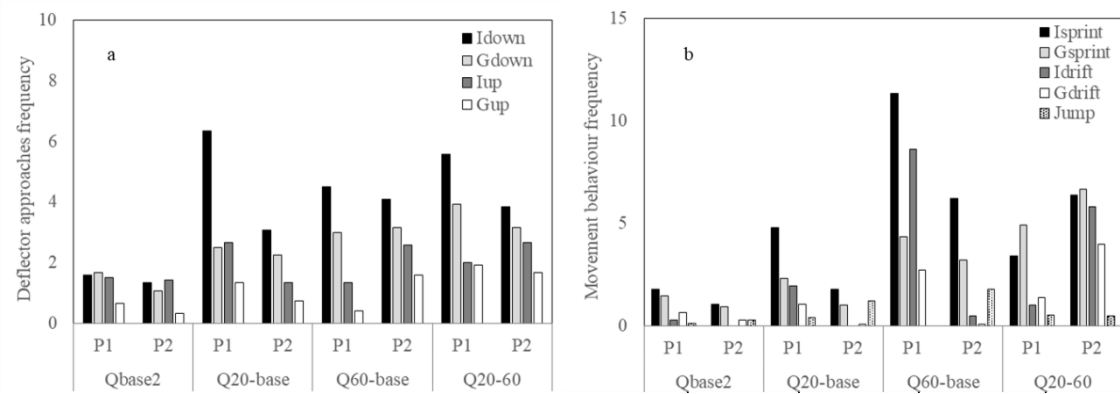 a
Deflector approaches frequency
10
8
6
4
2
0
Idown
Gdown
Iup
Gup
P1 P2 P1 P2 P1 P2 P1 P2
Qbase2 Q20-base Q60-base Q20-60
b
Movement behaviour frequency
15
10
5
0
Isprint
Gsprint
Idrift
Gdrift
Jump
P1 P2 P1 P2 P1 P2 P1 P2
Qbase2 Q20-base Q60-base Q20-60